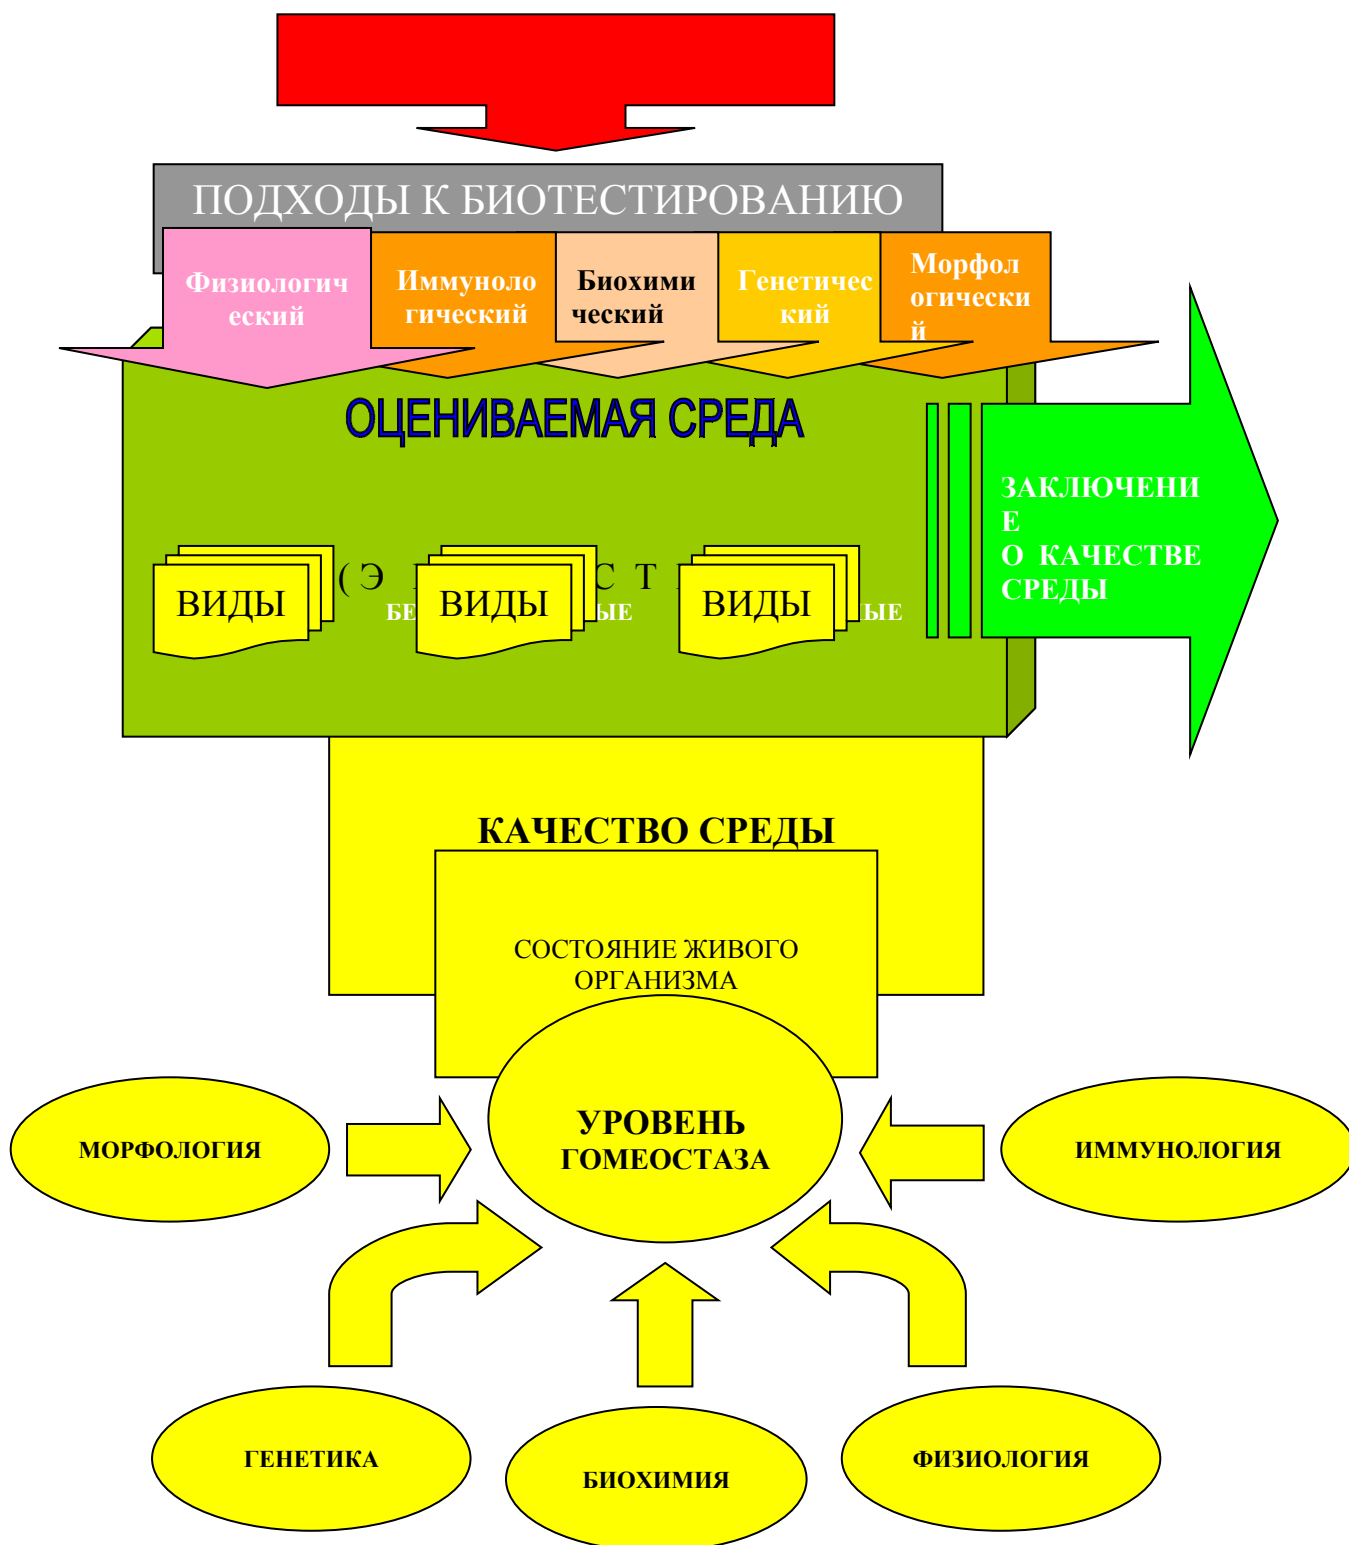 ПОДХОДЫ К БИОТЕСТИРОВАНИЮ
Физиологич
еский
Иммуноло
гический
Биохими
ческий
Генетичес
кий
Морфол
огически
й
ОЦЕНИВАЕМАЯ СРЕДА
ЗАКЛЮЧЕНИ
Е
О КАЧЕСТВЕ
СРЕДЫ
ВИДЫ
ВИДЫ
ВИДЫ
КАЧЕСТВО СРЕДЫ
СОСТОЯНИЕ ЖИВОГО
ОРГАНИЗМА
УРОВЕНЬ
ГОМЕОСТАЗА
МОРФОЛОГИЯ
ИММУНОЛОГИЯ
ГЕНЕТИКА
БИОХИМИЯ
ФИЗИОЛОГИЯ